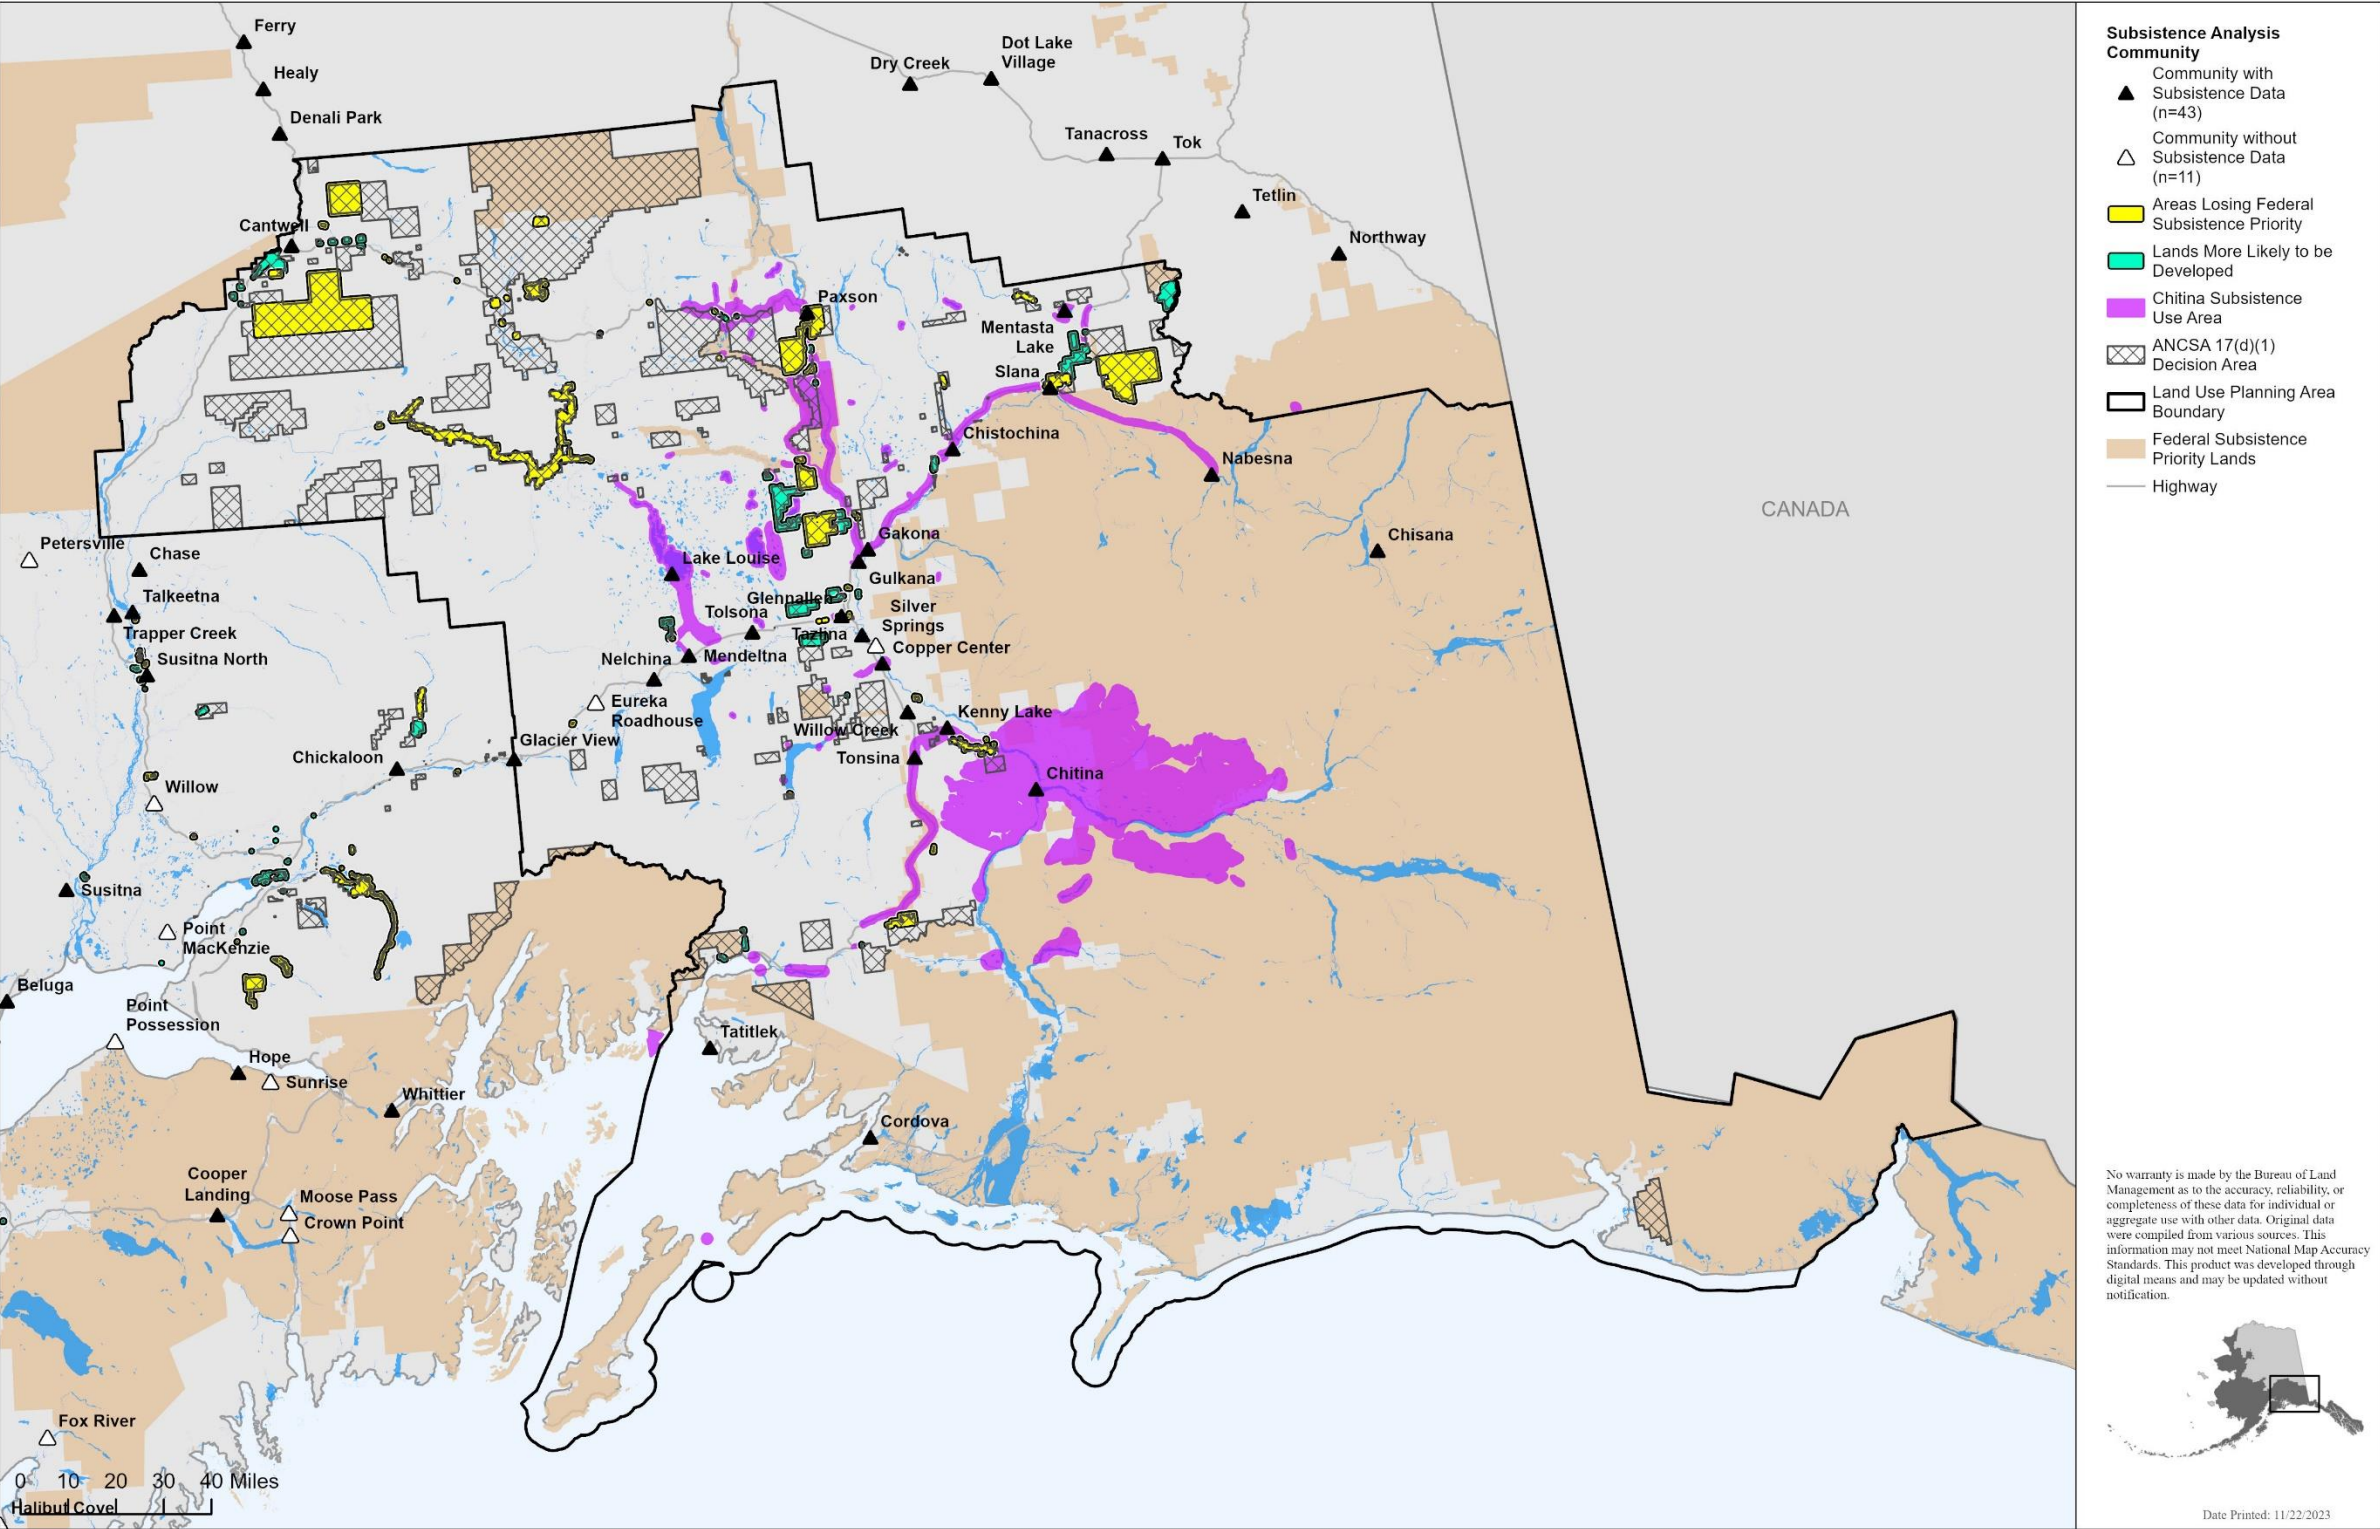 Ferry
Healy
Denali Park
Dry Creek
Dot Lake
Village
Tanacross
Tok
Tetlin
Northway
Cantwell
Paxson
Mentasta
Lake
Slana
Chistochina
Nabesna
CANADA
Chisana
Petersville
Chase
Talkeetna
Trapper Creek
Susitna North
Lake Louise
Gakona
Gulkana
Glennallen
Tolsona
Silver
Springs
Tazlina
Copper Center
Nelchina
Mendeltna
Eureka
Roadhouse
Kenny Lake
Willow Creek
Glacier View
Chickaloon
Tonsina
Chitina
Willow
Susitna
Point
MacKenzie
Beluga
Point
Possession
Tatitlek
Hope
Sunrise
Whittier
Cordova
Cooper
Landing
Moose Pass
Crown Point
Fox River
0 10 20 30 40 Miles
Halibut Cove
Subsistence Analysis
Community
Community with
Subsistence Data
(n=43)
Community without
Subsistence Data
(n=11)
Areas Losing Federal
Subsistence Priority
Lands More Likely to be
Developed
Chitina Subsistence
Use Area
ANCSA 17(d)(1)
Decision Area
Land Use Planning Area
Boundary
Federal Subsistence
Priority Lands
Highway
No warranty is made by the Bureau of Land
Management as to the accuracy, reliability, or
completeness of these data for individual or
aggregate use with other data. Original data
were compiled from various sources. This
information may not meet National Map Accuracy
Standards. This product was developed through
digital means and may be updated without
notification.
Date Printed: 11/22/2023